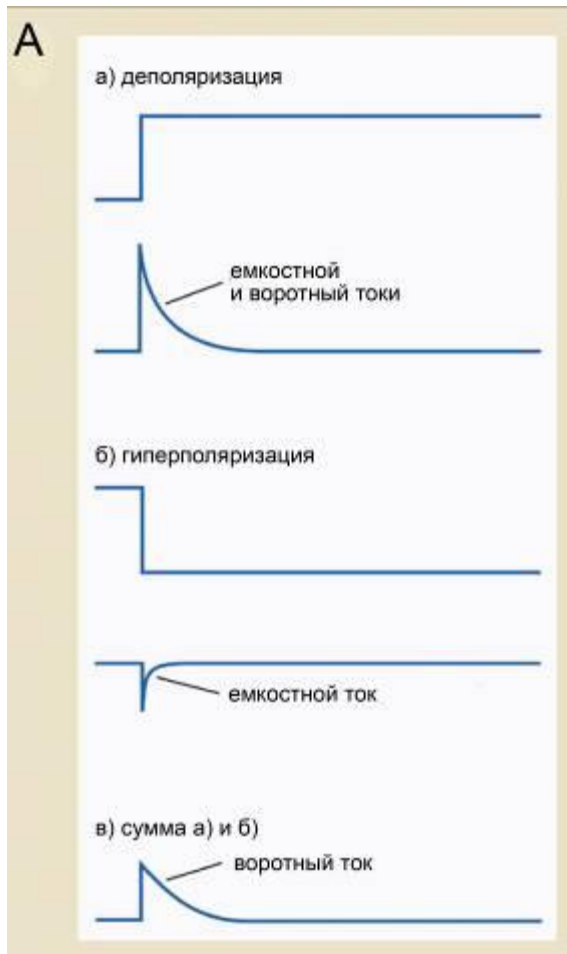 А
а) деполяризация
емкостной
и воротный токи
б) гиперполяризация
емкостной ток
в) сумма а) и б)
воротный ток